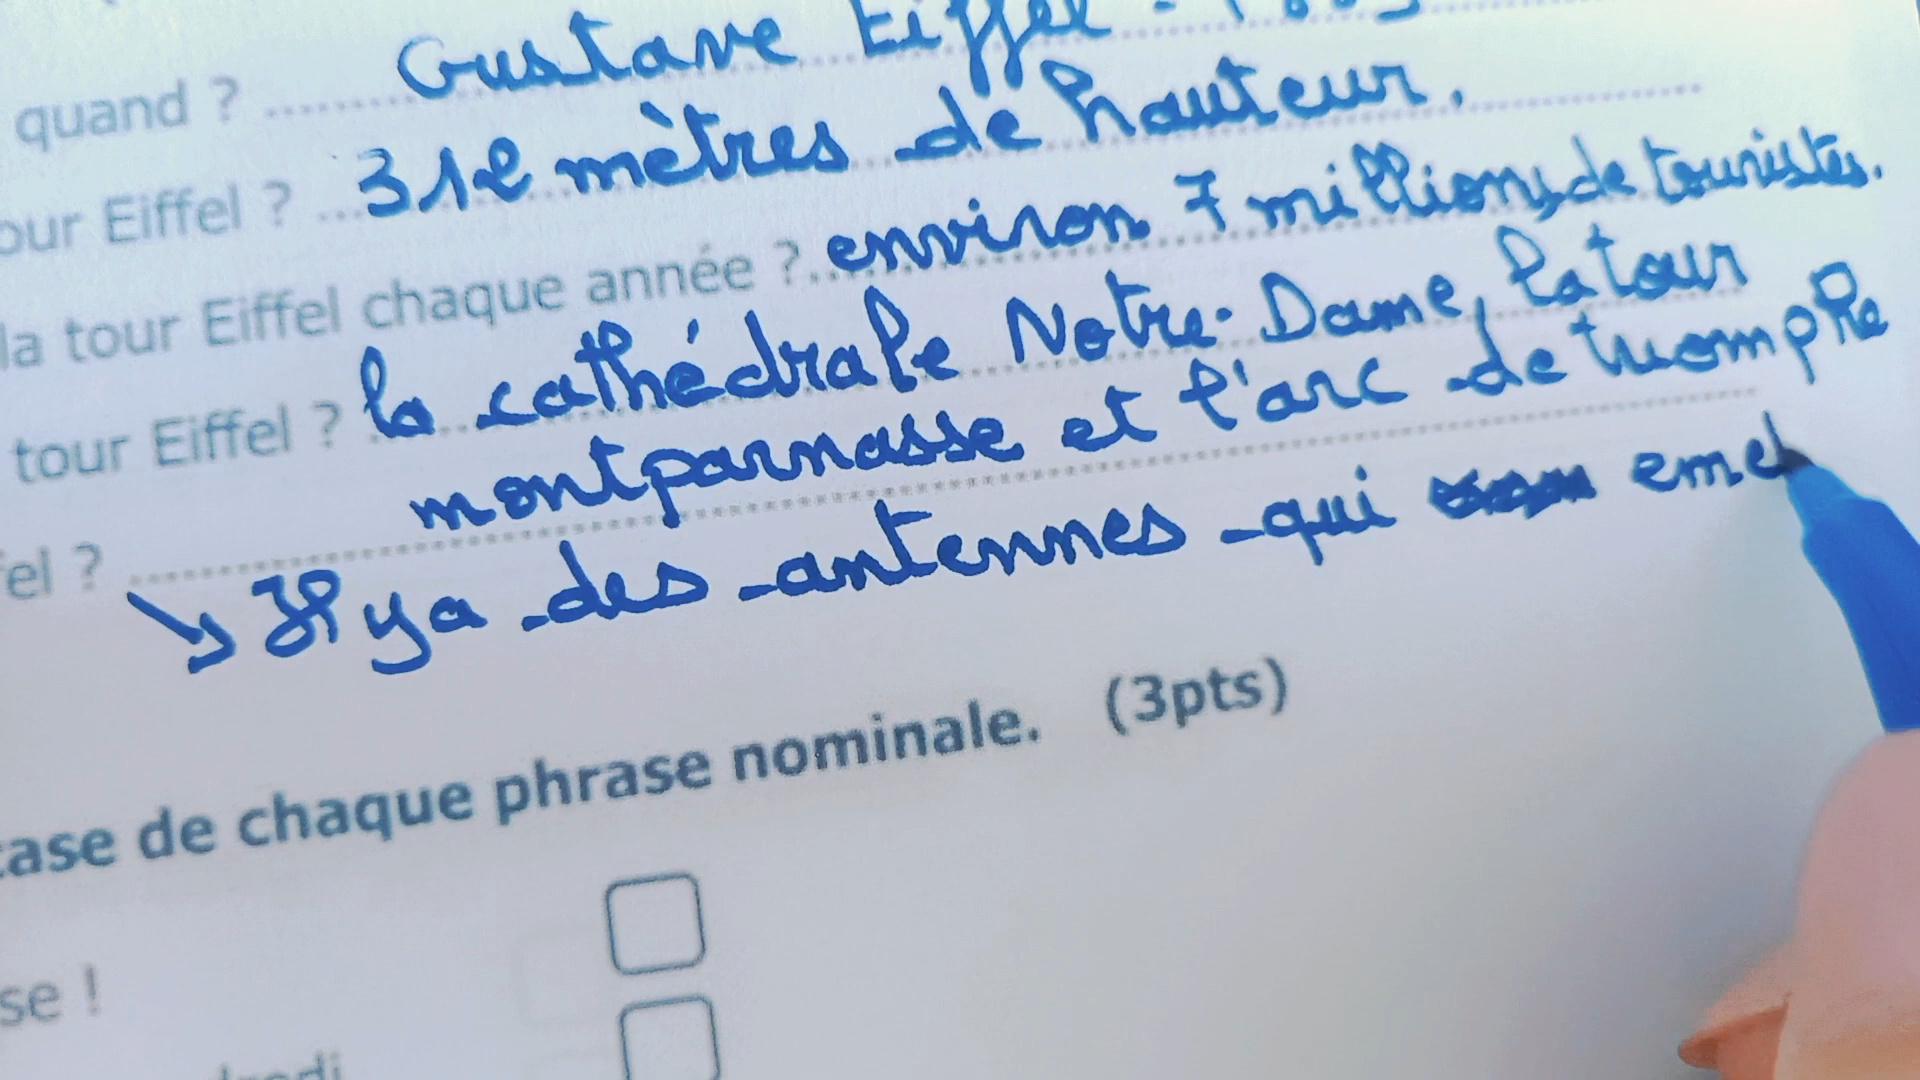 quand ? Gustave Eiffel -
our Eiffel ? 312 mètres de hauteur.
la tour Eiffel chaque année ? environ 7 millions de touristes.
tour Eiffel ? la cathédrale Notre-Dame, la tour
montparnasse et l'arc de triomphe
el ?
↘ Il y a des antennes qui emet
case de chaque phrase nominale. (3pts)
se !